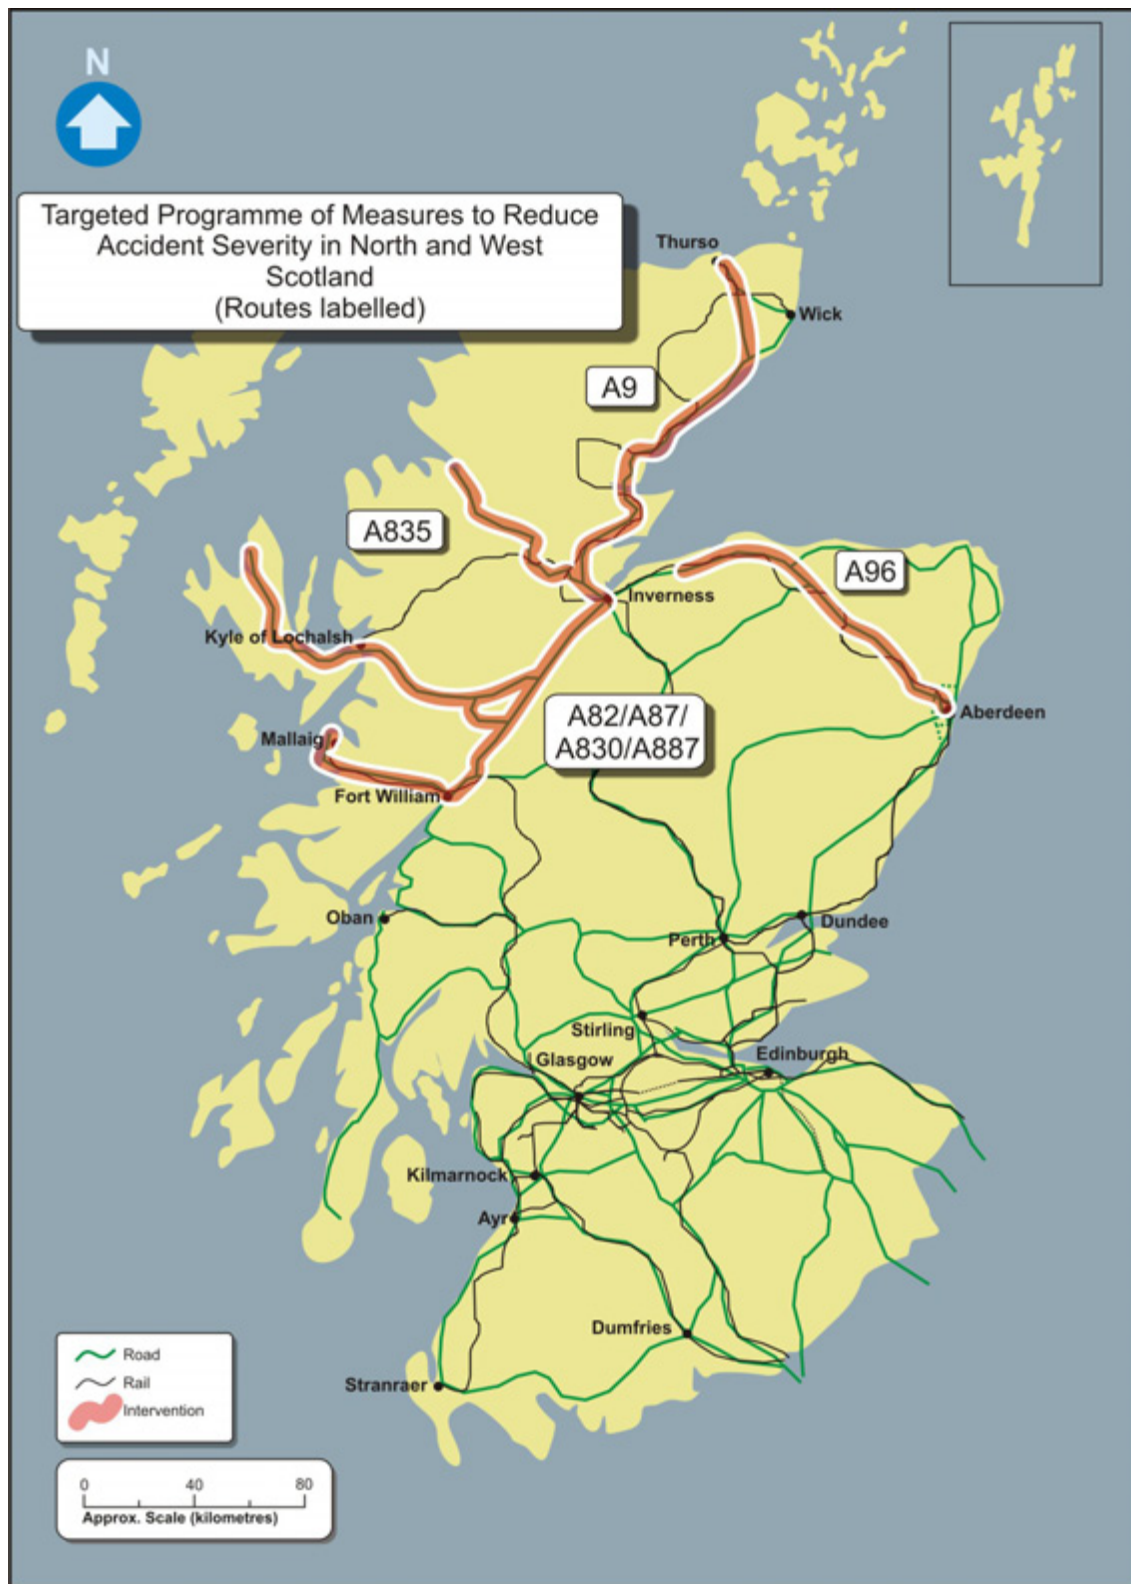 N
Targeted Programme of Measures to Reduce
Accident Severity in North and West
Scotland
(Routes labelled)
Thurso
Wick
A9
A835
A96
Inverness
Kyle of Lochalsh
A82/A87/
A830/A887
Aberdeen
Mallaig
Fort William
Oban
Dundee
Perth
Stirling
Edinburgh
Glasgow
Kilmarnock
Ayr
Dumfries
Stranraer
Road
Rail
Intervention
0 40 80
Approx. Scale (kilometres)